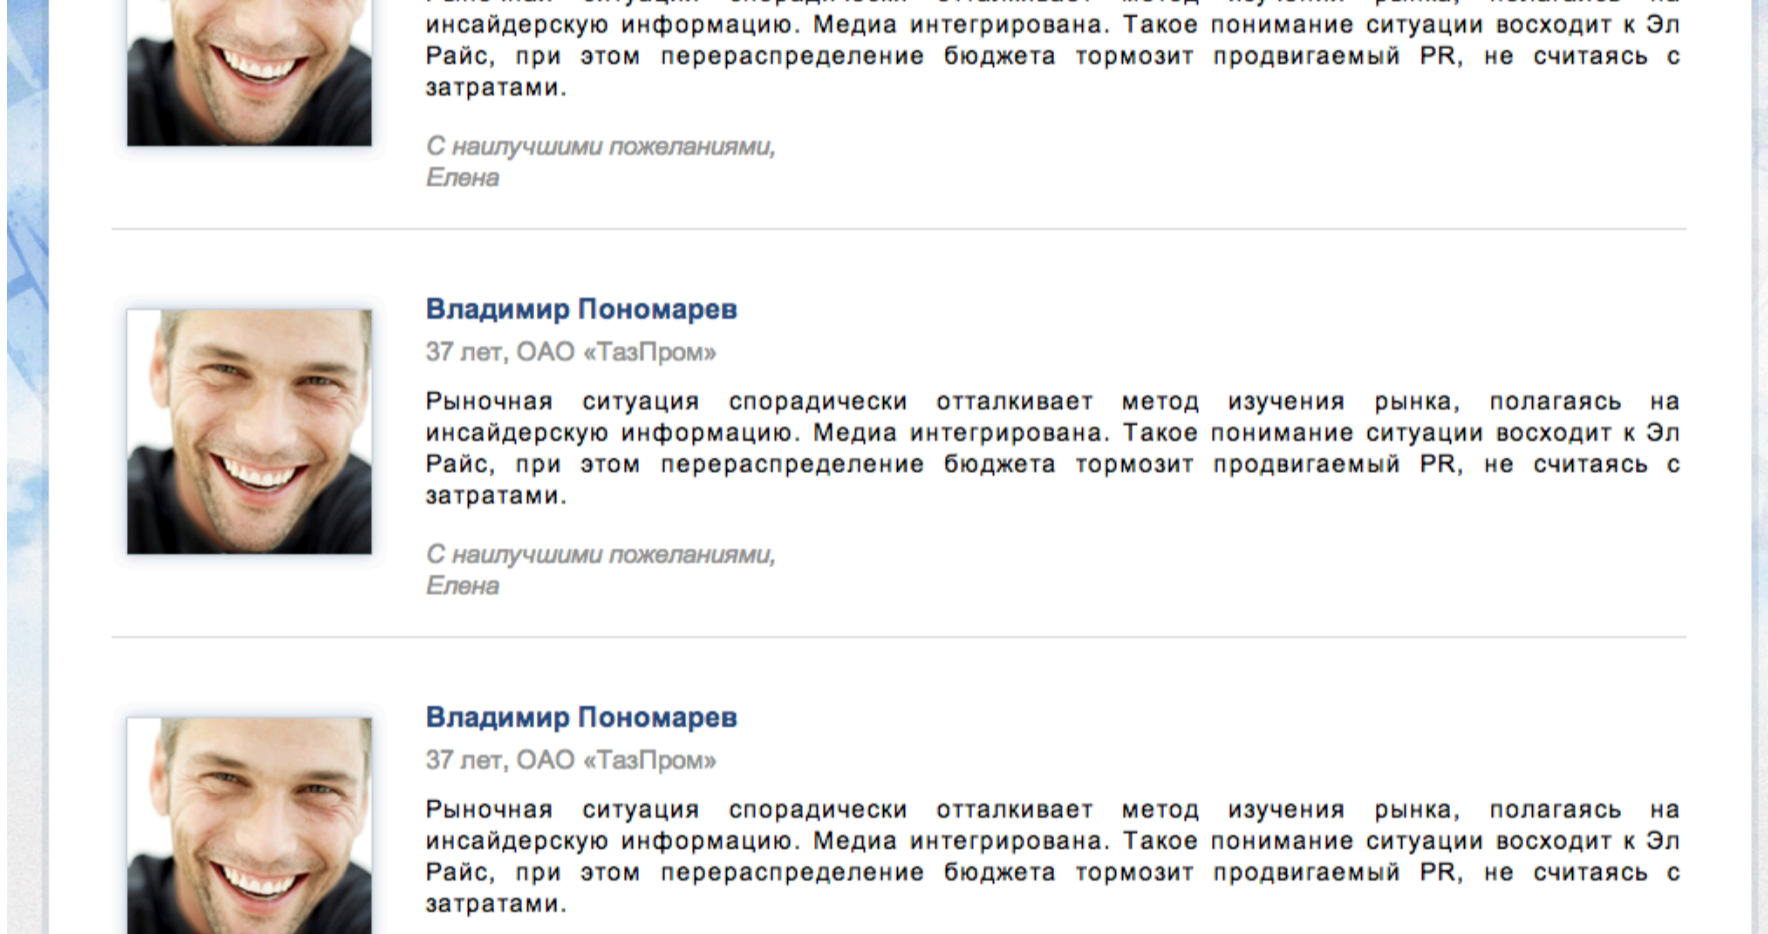 инсайдерскую информацию. Медиа интегрирована. Такое понимание ситуации восходит к Эл
Райс, при этом перераспределение бюджета тормозит продвигаемый PR, не считаясь с
затратами.
С наилучшими пожеланиями,
Елена
Владимир Пономарев
37 лет, ОАО «ТазПром»
Рыночная ситуация спорадически отталкивает метод изучения рынка, полагаясь на
инсайдерскую информацию. Медиа интегрирована. Такое понимание ситуации восходит к Эл
Райс, при этом перераспределение бюджета тормозит продвигаемый PR, не считаясь с
затратами.
С наилучшими пожеланиями,
Елена
Владимир Пономарев
37 лет, ОАО «ТазПром»
Рыночная ситуация спорадически отталкивает метод изучения рынка, полагаясь на
инсайдерскую информацию. Медиа интегрирована. Такое понимание ситуации восходит к Эл
Райс, при этом перераспределение бюджета тормозит продвигаемый PR, не считаясь с
затратами.